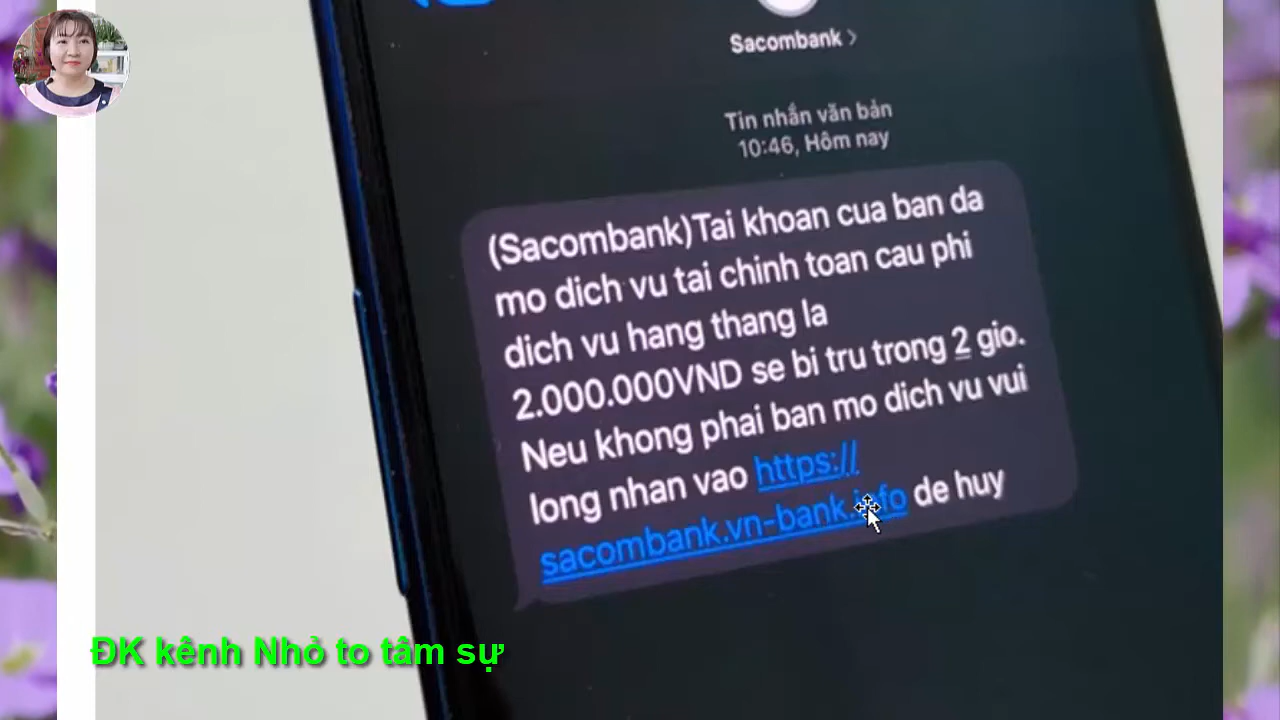 Sacombank >
Tin nhắn văn bản
10:46, Hôm nay
(Sacombank)Tai khoan cua ban da
mo dich vu tai chinh toan cau phi
dich vu hang thang la
2.000.000VND se bi tru trong 2 gio.
Neu khong phai ban mo dich vu vui
long nhan vao https://
sacombank.vn-bank.info de huy
ĐK kênh Nhỏ to tâm sự